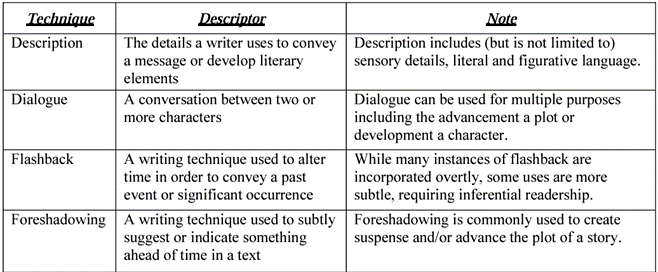 Technique Descriptor Note
Description The details a writer uses to convey Description includes (but is not limited to)
a message or develop literary sensory details, literal and figurative language.
elements
Dialogue A conversation between two or Dialogue can be used for multiple purposes
more characters including the advancement a plot or
development a character.
Flashback A writing technique used to alter While many instances of flashback are
time in order to convey a past incorporated overtly, some uses are more
event or significant occurrence subtle, requiring inferential readership.
Foreshadowing A writing technique used to subtly Foreshadowing is commonly used to create
suggest or indicate something suspense and/or advance the plot of a story.
ahead of time in a text